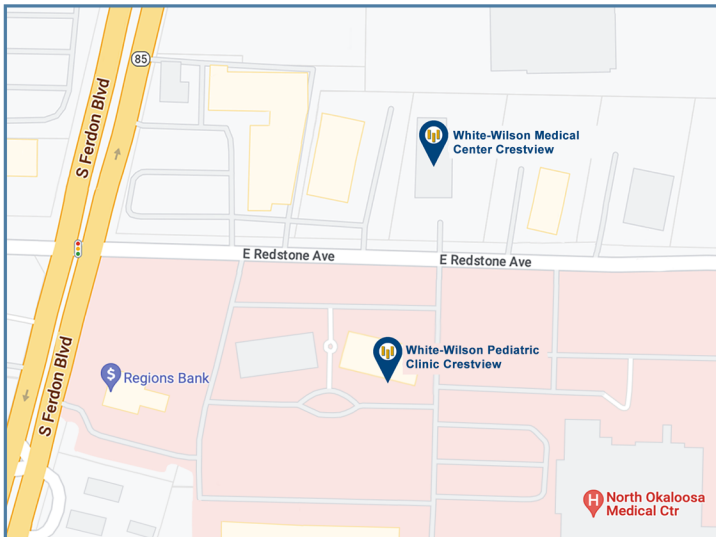 85
S Ferdon Blvd
White-Wilson Medical
Center Crestview
E Redstone Ave
E Redstone Ave
White-Wilson Pediatric
Clinic Crestview
$
Regions Bank
S Ferdon Blvd
H
North Okaloosa
Medical Ctr